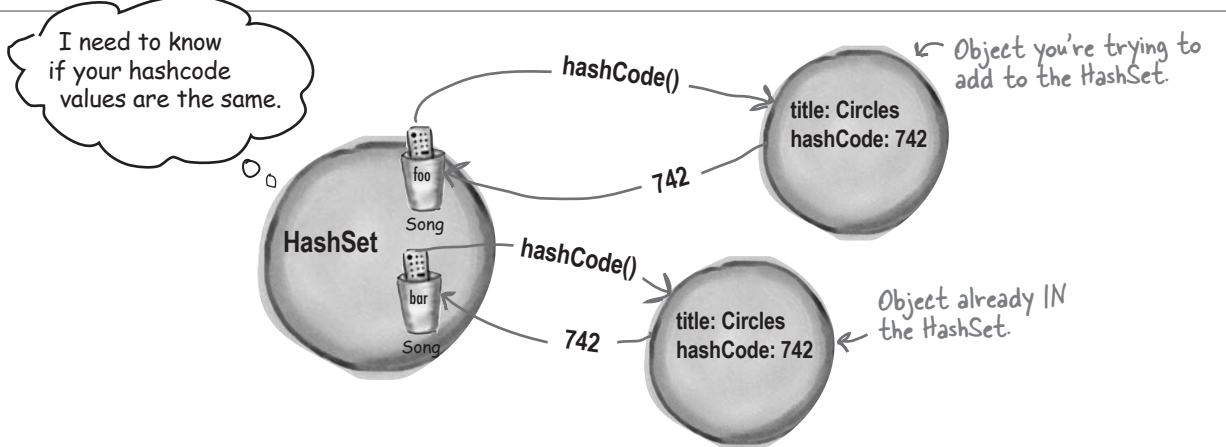 I need to know
if your hashcode
values are the same.
hashCode()
Object you're trying to
add to the HashSet.
title: Circles
hashCode: 742
foo
742
Song
HashSet
hashCode()
bar
Object already IN
the HashSet.
title: Circles
hashCode: 742
742
Song